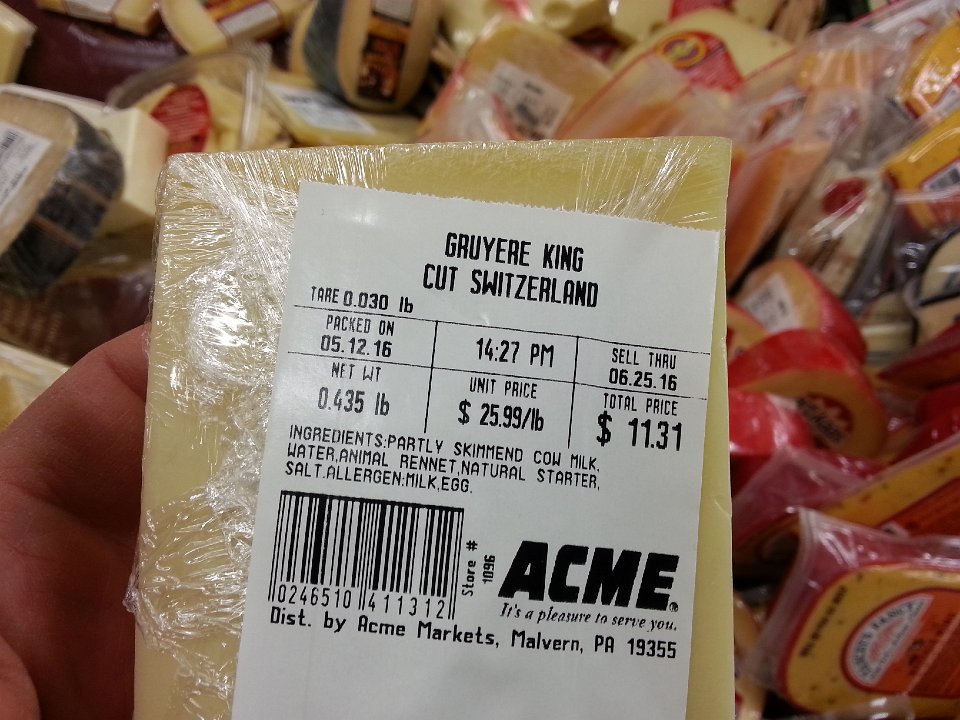 GRUYERE KING
CUT SWITZERLAND
TARE 0.030 lb
PACKED ON
05.12.16
14:27 PM
SELL THRU
06.25.16
NET WT
0.435 lb
UNIT PRICE
$ 25.99/lb
TOTAL PRICE
$ 11.31
INGREDIENTS:PARTLY SKIMMEND COW MILK,
WATER,ANIMAL RENNET,NATURAL STARTER,
SALT.ALLERGEN:MILK,EGG.
0246510 411312
Store #
1096
ACME®
It's a pleasure to serve you.
Dist. by Acme Markets, Malvern, PA 19355